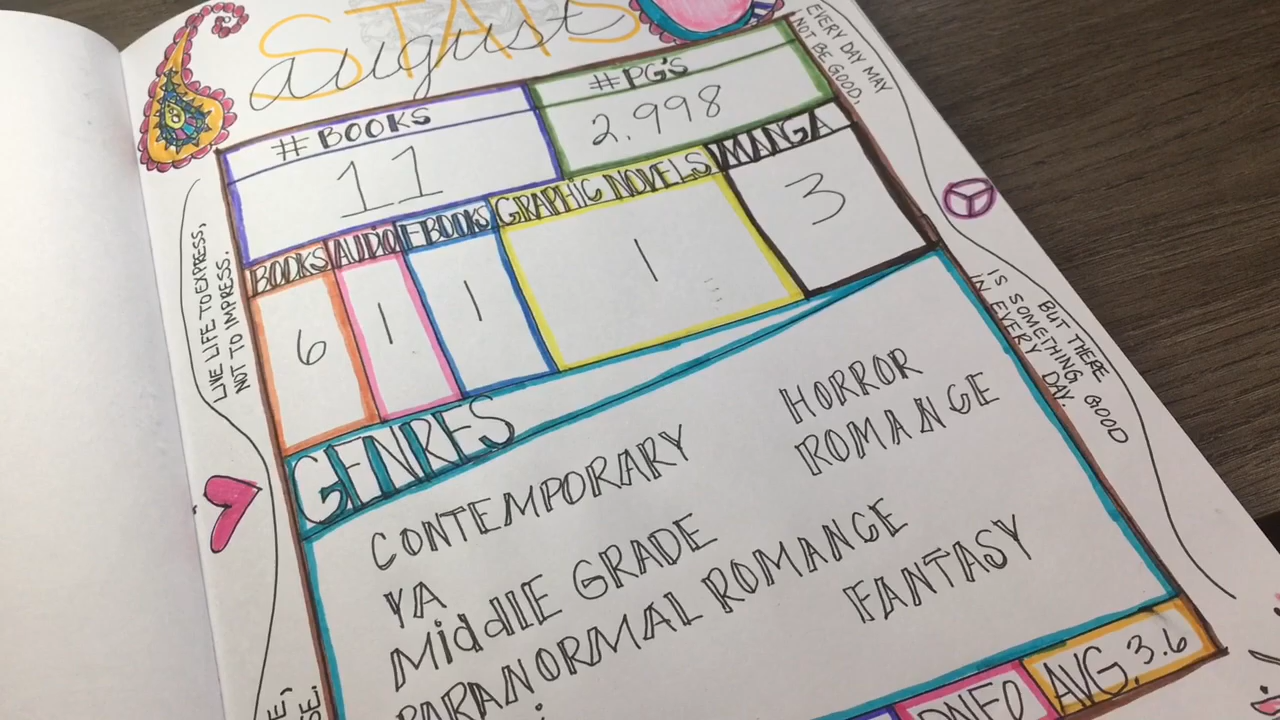 STATS
august
# BOOKS
11
# PG'S
2.998
BOOKS
6
AUDIO
1
EBOOKS
1
GRAPHIC NOVELS
1
MANGA
3
GENRES
CONTEMPORARY
YA
MiddlE GRADE
PARANORMAL ROMANCE
HORROR
ROMANCE
FANTASY
AVG. 3.6
LIVE LIFE TO EXPRESS,
NOT TO IMPRESS.
EVERY DAY MAY
NOT BE GOOD,
BUT THERE
IS SOMETHING GOOD
IN EVERY DAY.